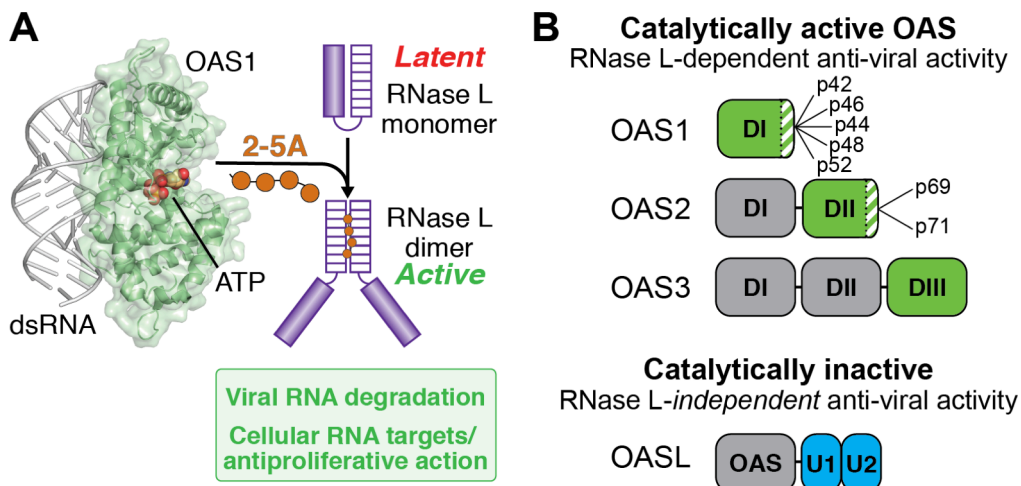 A
OAS1
Latent
RNase L
monomer
2-5A
RNase L
dimer
Active
ATP
dsRNA
Viral RNA degradation
Cellular RNA targets/
antiproliferative action
B
Catalytically active OAS
RNase L-dependent anti-viral activity
OAS1
DI
p42
p46
p44
p48
p52
OAS2
DI
DII
p69
p71
OAS3
DI
DII
DIII
Catalytically inactive
RNase L-independent anti-viral activity
OASL
OAS
U1
U2